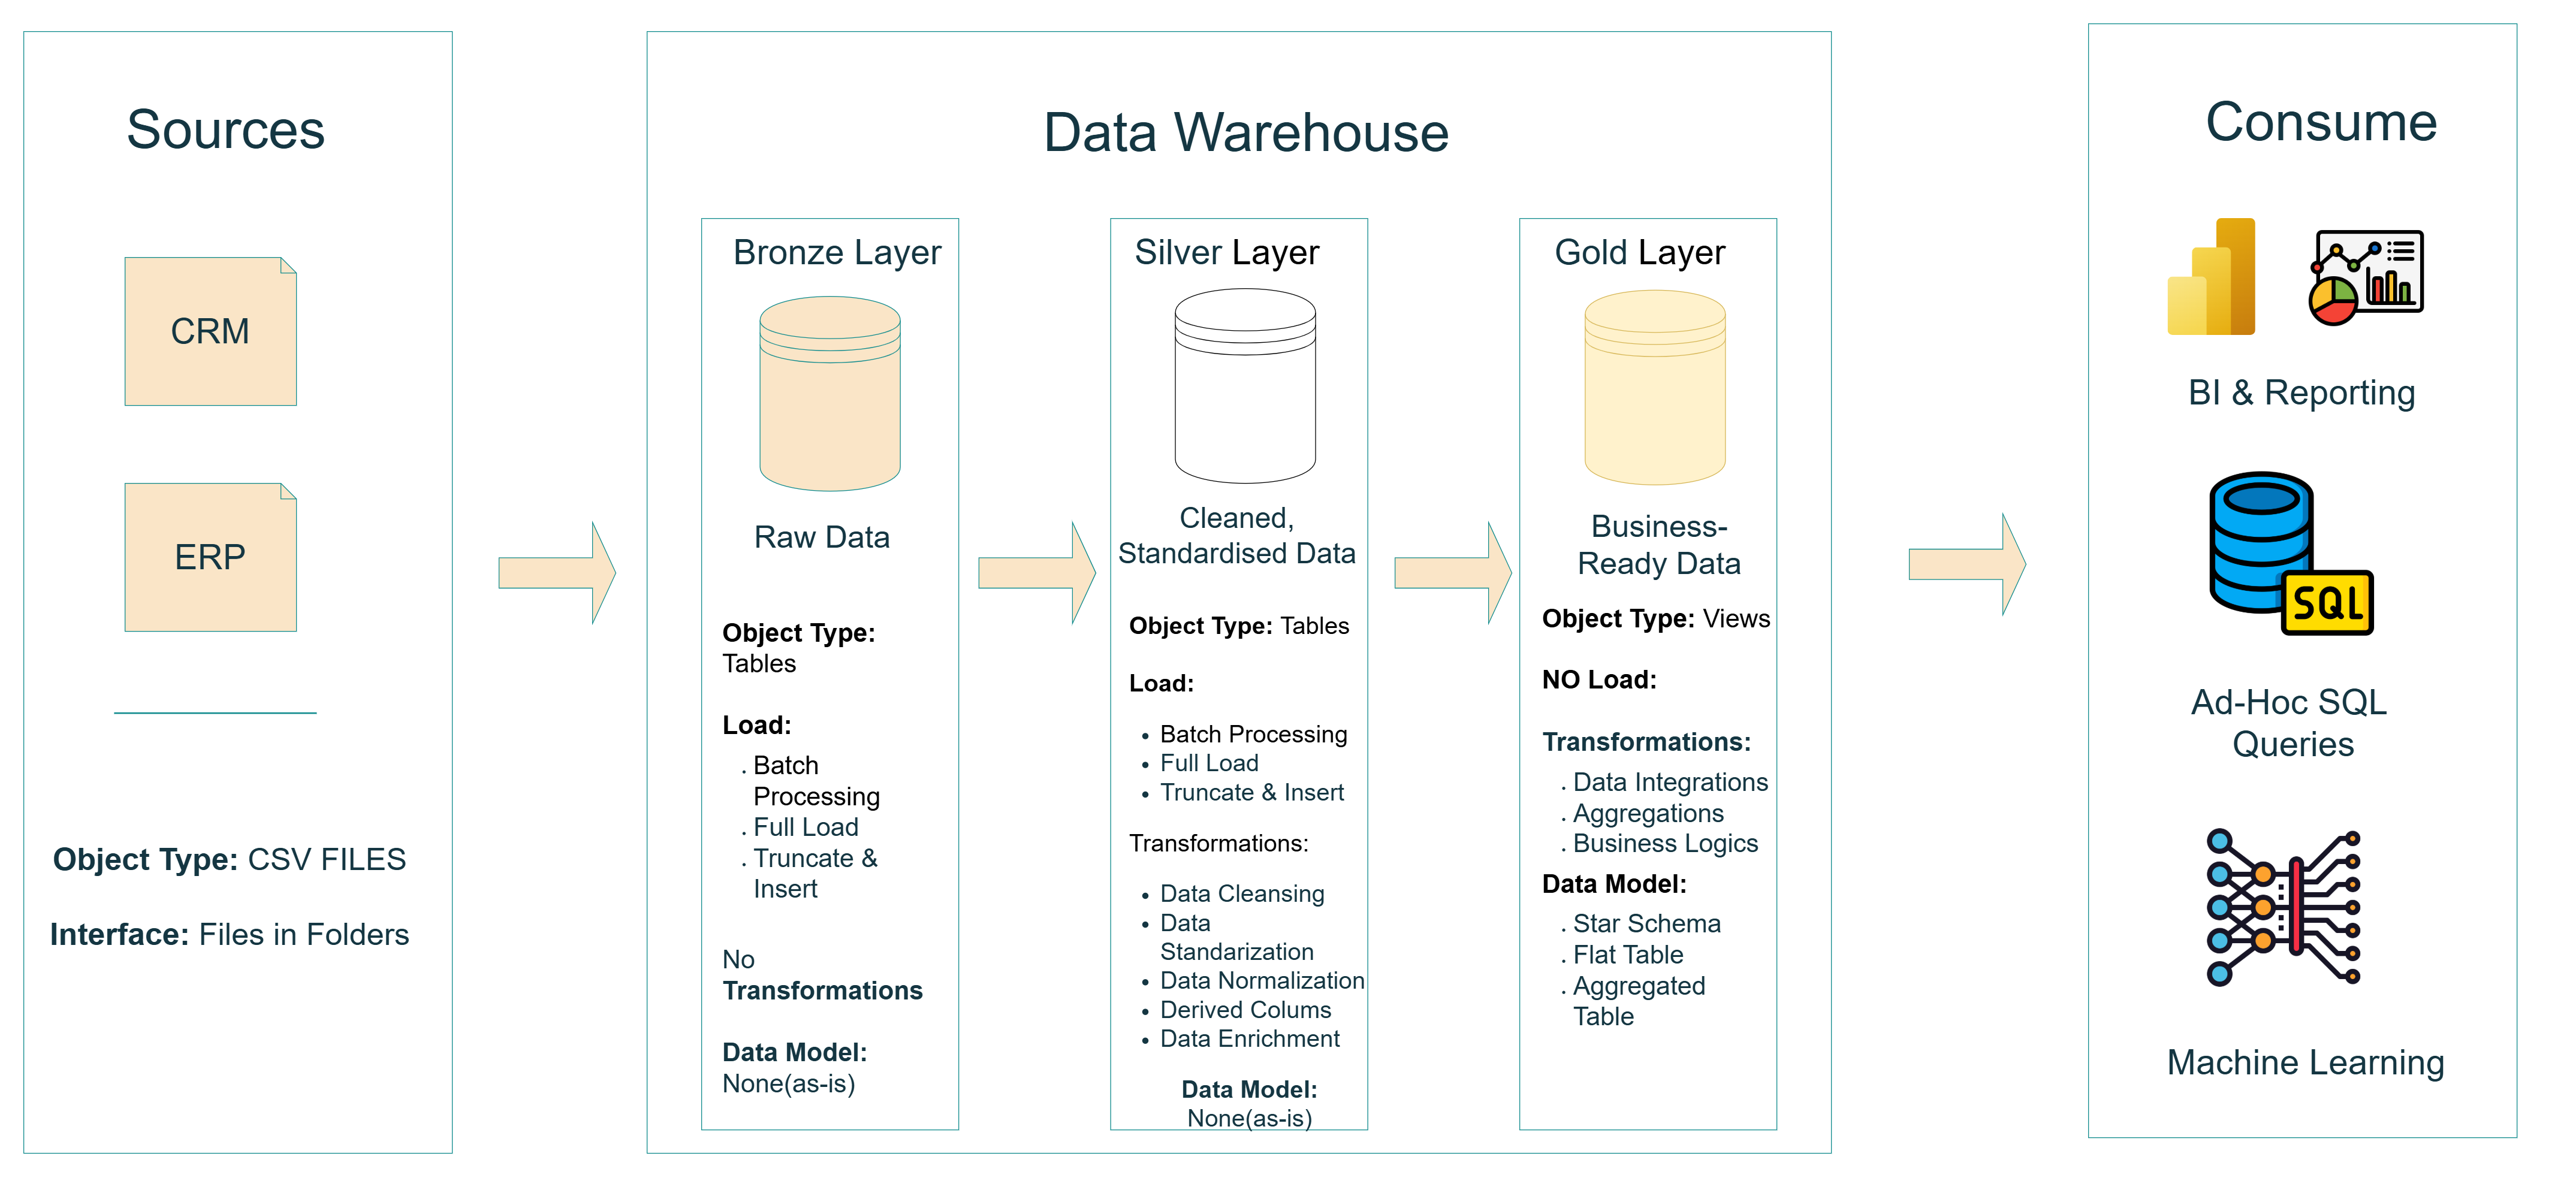 Sources
CRM
ERP
Object Type: CSV FILES
Interface: Files in Folders
Data Warehouse
Bronze Layer
Raw Data
Object Type:
Tables
Load:
Batch
Processing
Full Load
Truncate &
Insert
No
Transformations
Data Model:
None(as-is)
Silver Layer
Cleaned,
Standardised Data
Object Type: Tables
Load:
Batch Processing
Full Load
Truncate & Insert
Transformations:
Data Cleansing
Data
Standarization
Data Normalization
Derived Colums
Data Enrichment
Data Model:
None(as-is)
Gold Layer
Business-
Ready Data
Object Type: Views
NO Load:
Transformations:
Data Integrations
Aggregations
Business Logics
Data Model:
Star Schema
Flat Table
Aggregated
Table
Consume
BI & Reporting
SQL
Ad-Hoc SQL
Queries
Machine Learning